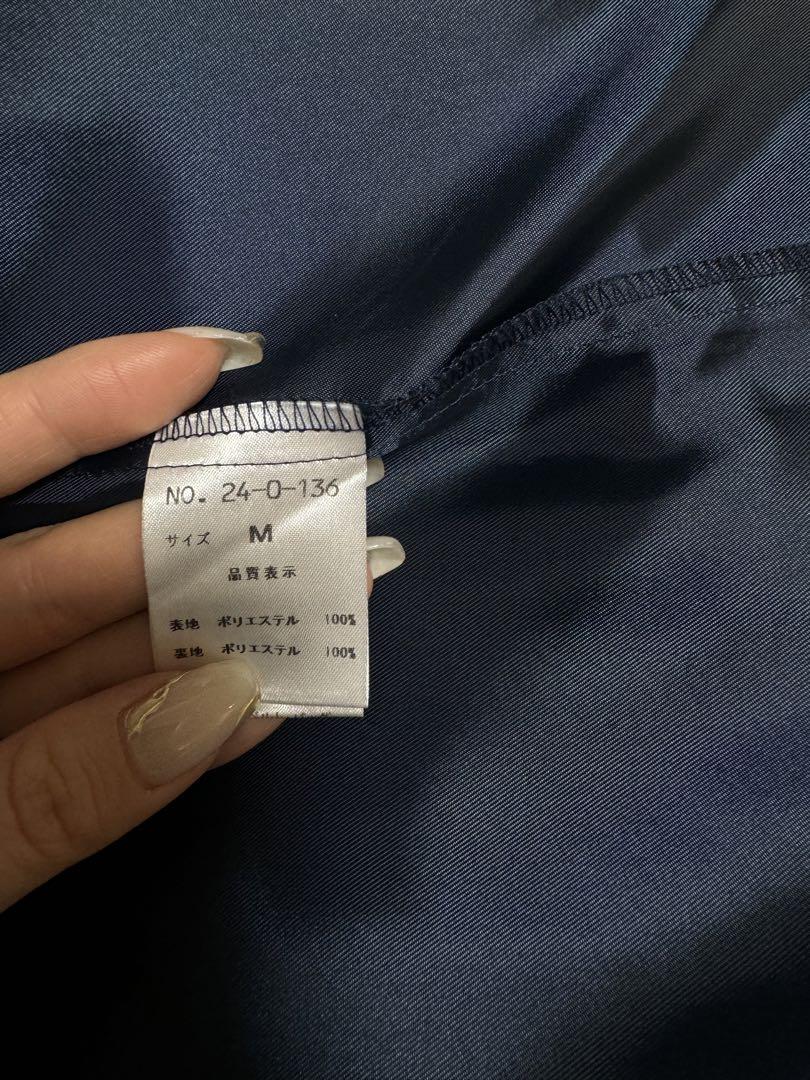 NO. 24-0-136
サイズ M
品質表示
表地 ポリエステル 100%
裏地 ポリエステル 100%